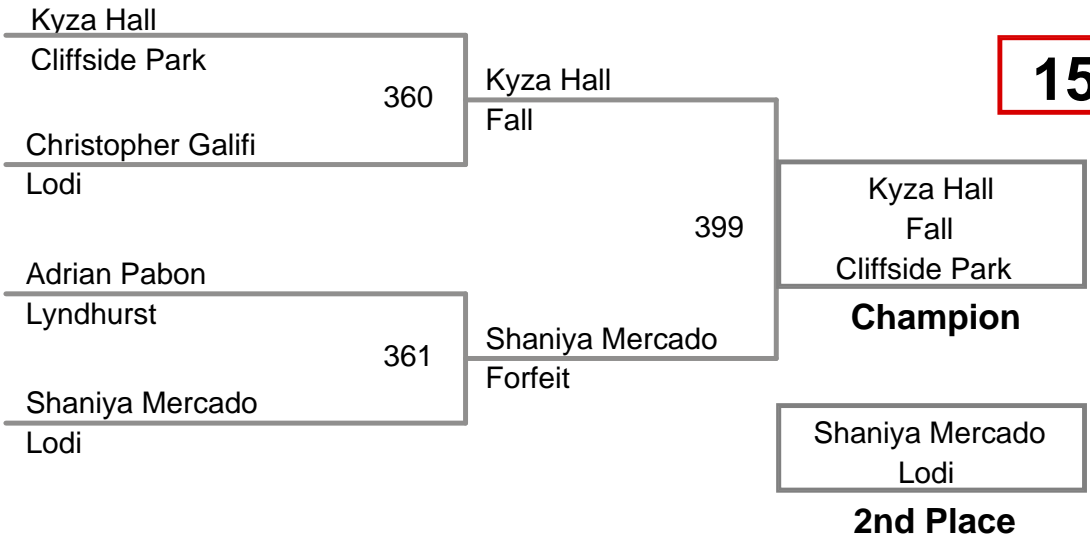 Kyza Hall
Cliffside Park
360
Christopher Galifi
Lodi
Adrian Pabon
Lyndhurst
361
Shaniya Mercado
Lodi
Kyza Hall
Fall
399
Shaniya Mercado
Forfeit
15
Kyza Hall
Fall
Cliffside Park
Champion
Shaniya Mercado
Lodi
2nd Place